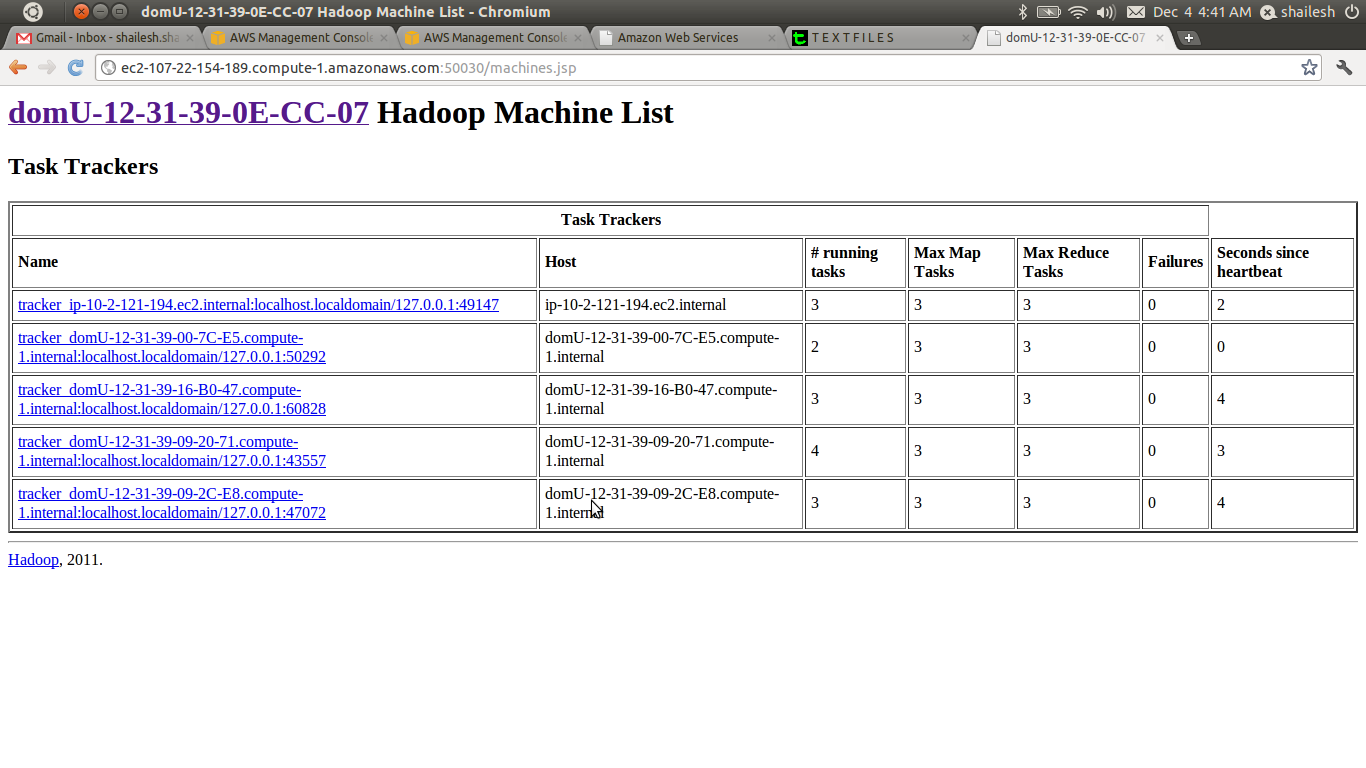 domU-12-31-39-0E-CC-07 Hadoop Machine List - Chromium
Dec 4 4:41 AM shailesh
Gmail - Inbox - shailesh.sha
AWS Management Console
AWS Management Console
Amazon Web Services
T E X T F I L E S
domU-12-31-39-0E-CC-07
ec2-107-22-154-189.compute-1.amazonaws.com:50030/machines.jsp
domU-12-31-39-0E-CC-07 Hadoop Machine List
Task Trackers
Task Trackers
Name Host # running tasks Max Map Tasks Max Reduce Tasks Failures Seconds since heartbeat
tracker_ip-10-2-121-194.ec2.internal:localhost.localdomain/127.0.0.1:49147 ip-10-2-121-194.ec2.internal 3 3 3 0 2
tracker_domU-12-31-39-00-7C-E5.compute-1.internal:localhost.localdomain/127.0.0.1:50292 domU-12-31-39-00-7C-E5.compute-1.internal 2 3 3 0 0
tracker_domU-12-31-39-16-B0-47.compute-1.internal:localhost.localdomain/127.0.0.1:60828 domU-12-31-39-16-B0-47.compute-1.internal 3 3 3 0 4
tracker_domU-12-31-39-09-20-71.compute-1.internal:localhost.localdomain/127.0.0.1:43557 domU-12-31-39-09-20-71.compute-1.internal 4 3 3 0 3
tracker_domU-12-31-39-09-2C-E8.compute-1.internal:localhost.localdomain/127.0.0.1:47072 domU-12-31-39-09-2C-E8.compute-1.internal 3 3 3 0 4
Hadoop, 2011.